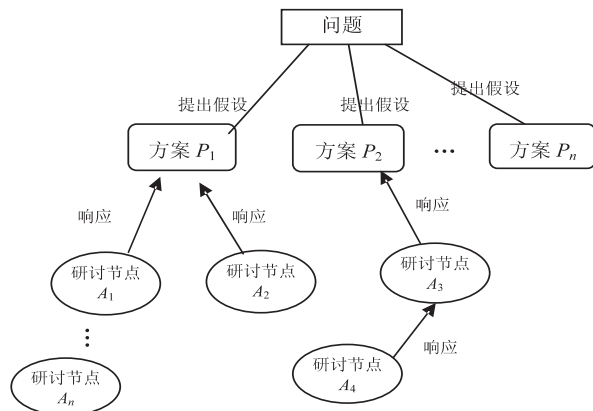 问题
提出假设
提出假设
提出假设
方案 P1
方案 P2
…
方案 Pn
响应
响应
响应
研讨节点
A1
研讨节点
A2
研讨节点
A3
⋮
响应
研讨节点
An
研讨节点
A4